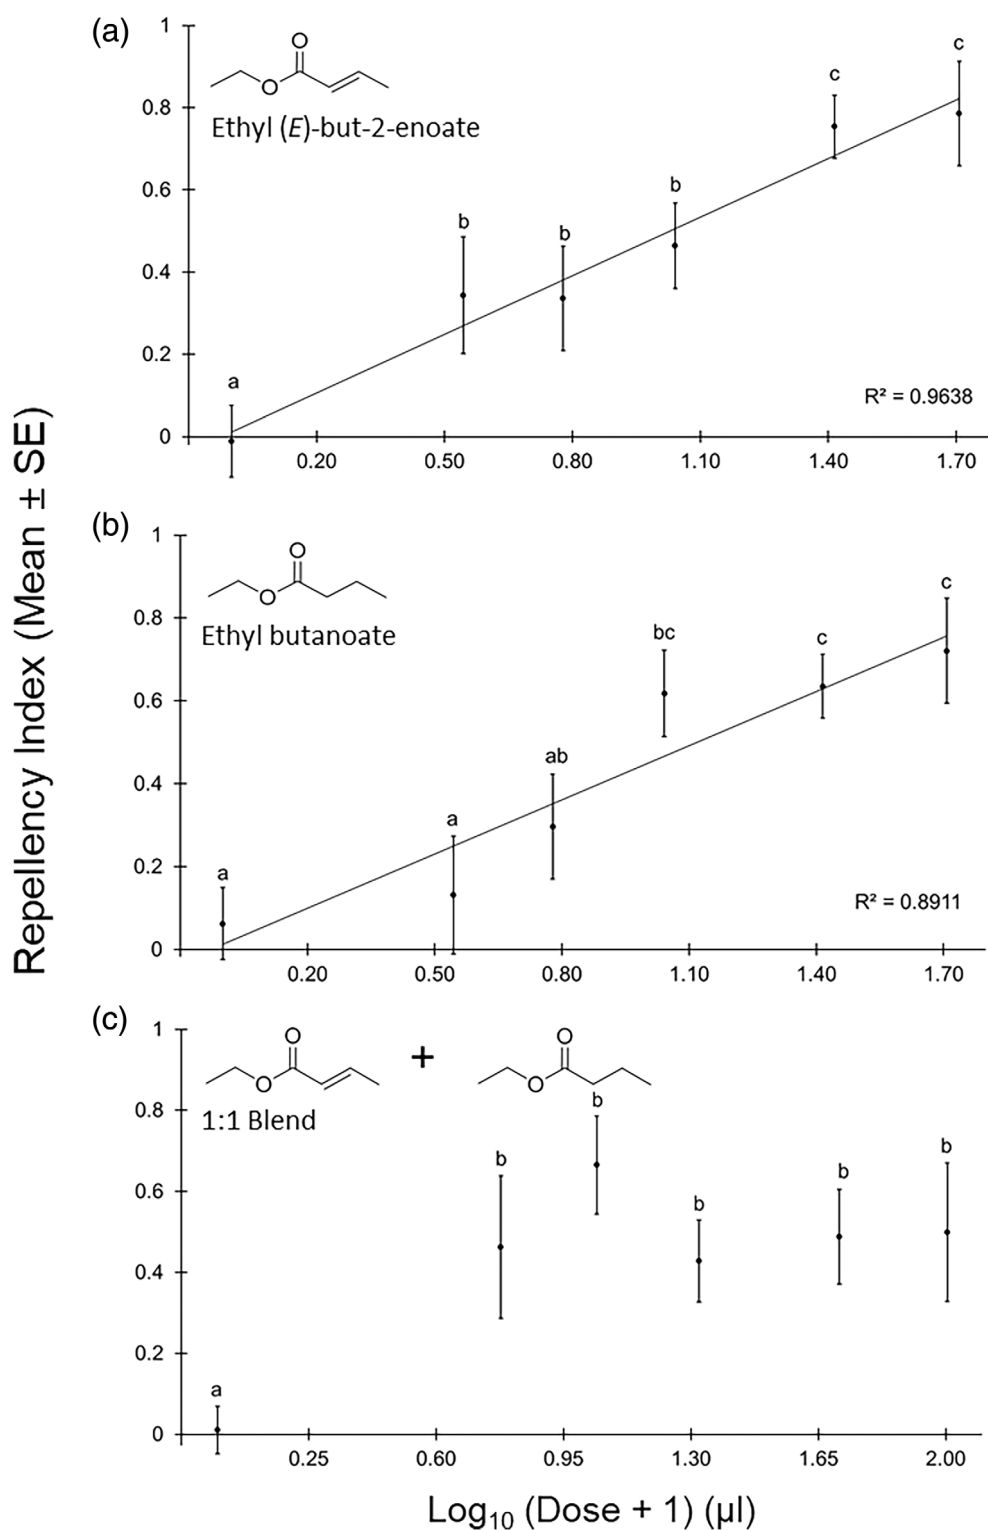 (a)
1
0.8
0.6
0.4
0.2
0
O
O
Ethyl (E)-but-2-enoate
a
b
b
b
c
c
R² = 0.9638
0.20
0.50
0.80
1.10
1.40
1.70
Repellency Index (Mean ± SE)
(b)
1
0.8
0.6
0.4
0.2
0
O
O
Ethyl butanoate
a
a
ab
bc
c
c
R² = 0.8911
0.20
0.50
0.80
1.10
1.40
1.70
(c)
1
0.8
0.6
0.4
0.2
0
O
O
+
O
O
1:1 Blend
a
b
b
b
b
b
0.25
0.60
0.95
1.30
1.65
2.00
Log₁₀ (Dose + 1) (µl)